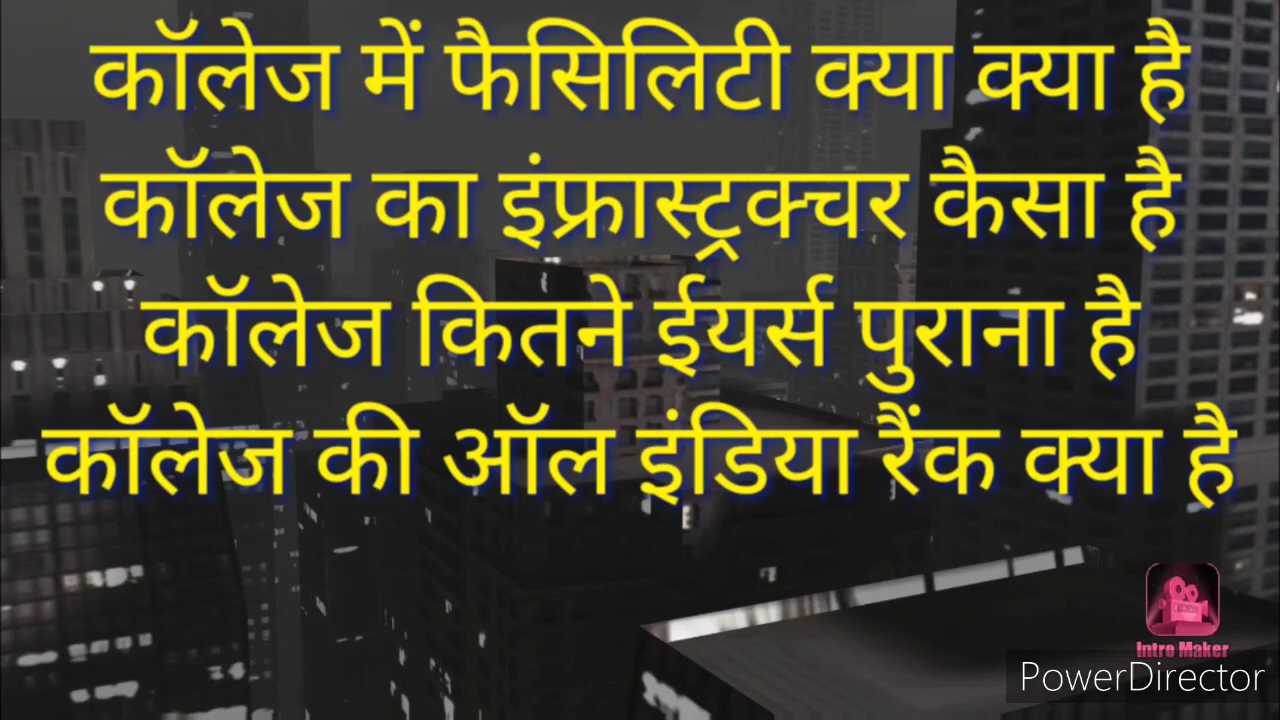 कॉलेज में फैसिलिटी क्या क्या है
कॉलेज का इंफ्रास्ट्रक्चर कैसा है
कॉलेज कितने ईयर्स पुराना है
कॉलेज की ऑल इंडिया रैंक क्या है
Intro Maker
PowerDirector